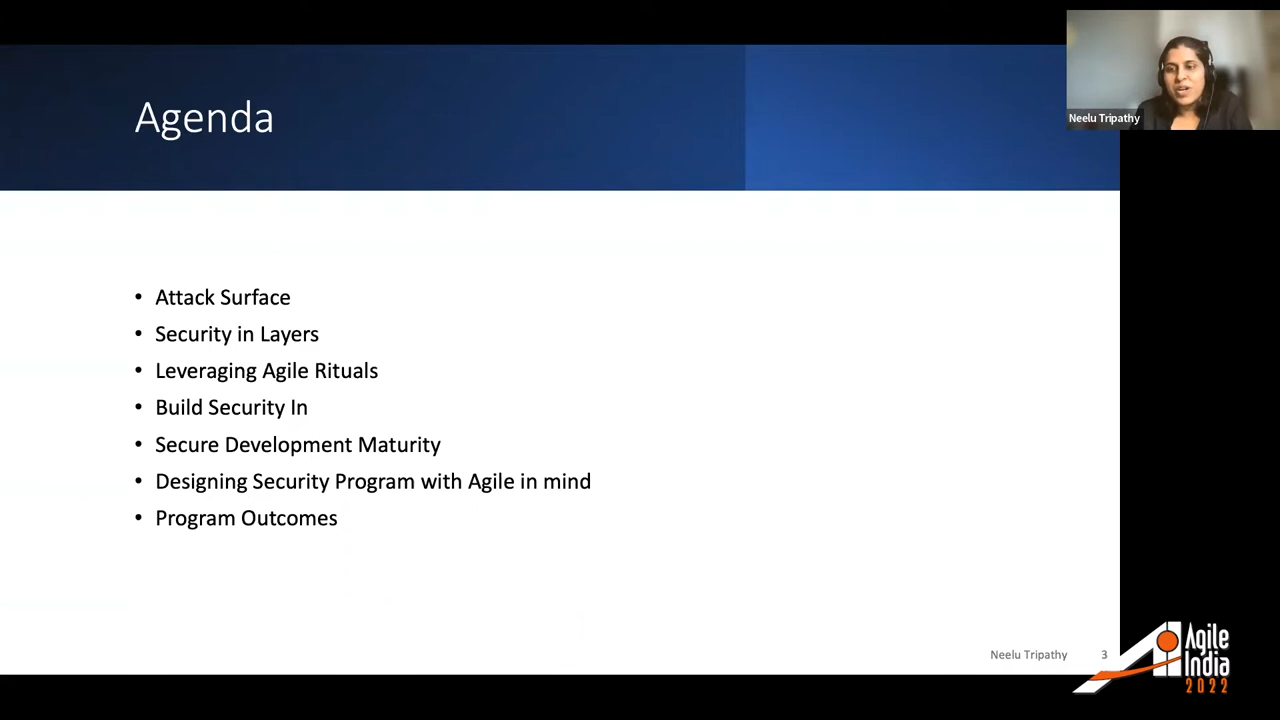 Agenda
Neelu Tripathy
• Attack Surface
• Security in Layers
• Leveraging Agile Rituals
• Build Security In
• Secure Development Maturity
• Designing Security Program with Agile in mind
• Program Outcomes
Neelu Tripathy 3
Agile
India
2022